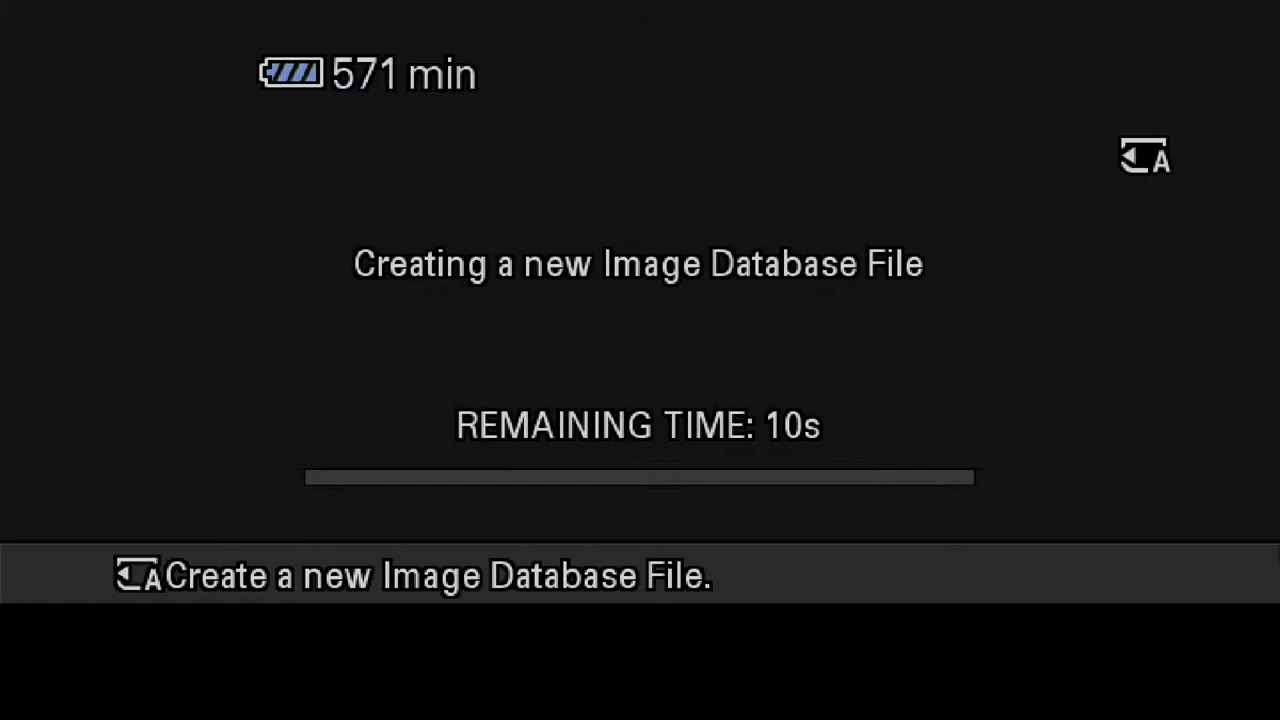 571 min
A
Creating a new Image Database File
REMAINING TIME: 10s
A Create a new Image Database File.